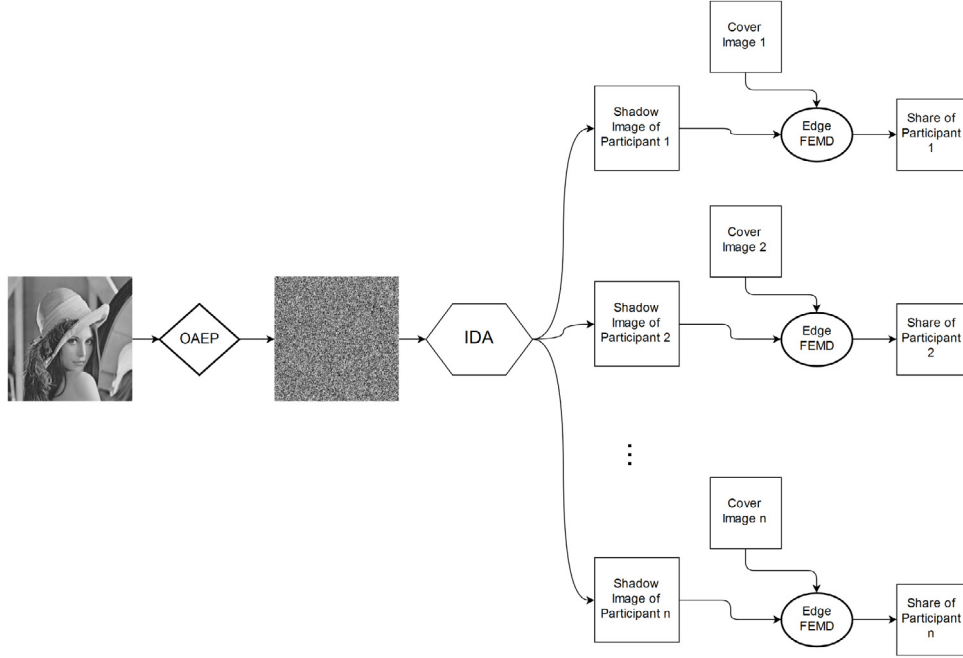 Cover
Image 1
Shadow
Image of
Participant 1
Edge
FEMD
Share of
Participant
1
Cover
Image 2
OAEP
IDA
Shadow
Image of
Participant 2
Edge
FEMD
Share of
Participant
2
Cover
Image n
Shadow
Image of
Participant n
Edge
FEMD
Share of
Participant
n